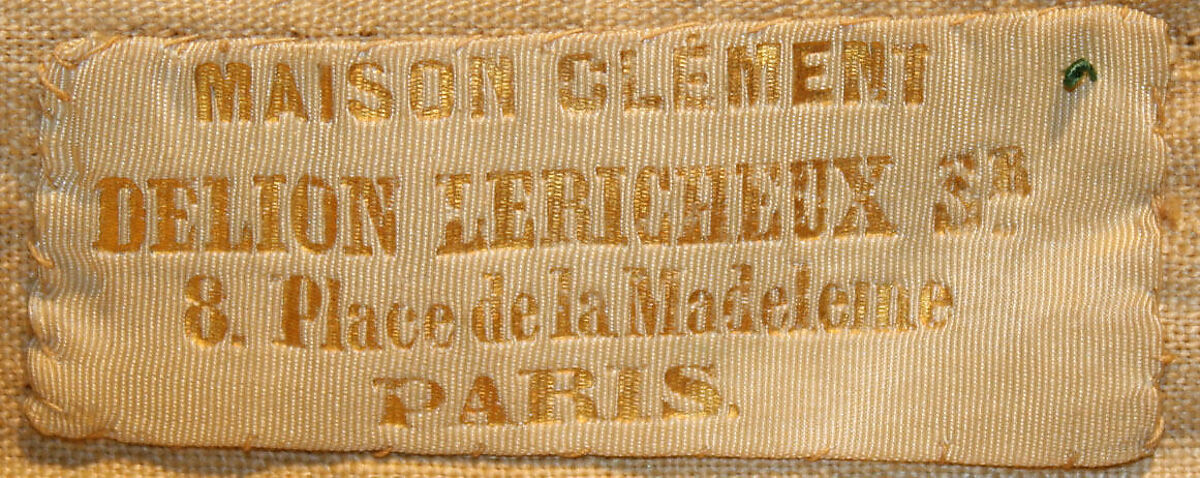 MAISON CLÉMENT
DELION LERICHEUX SR
8. Place de la Madeleine
PARIS.